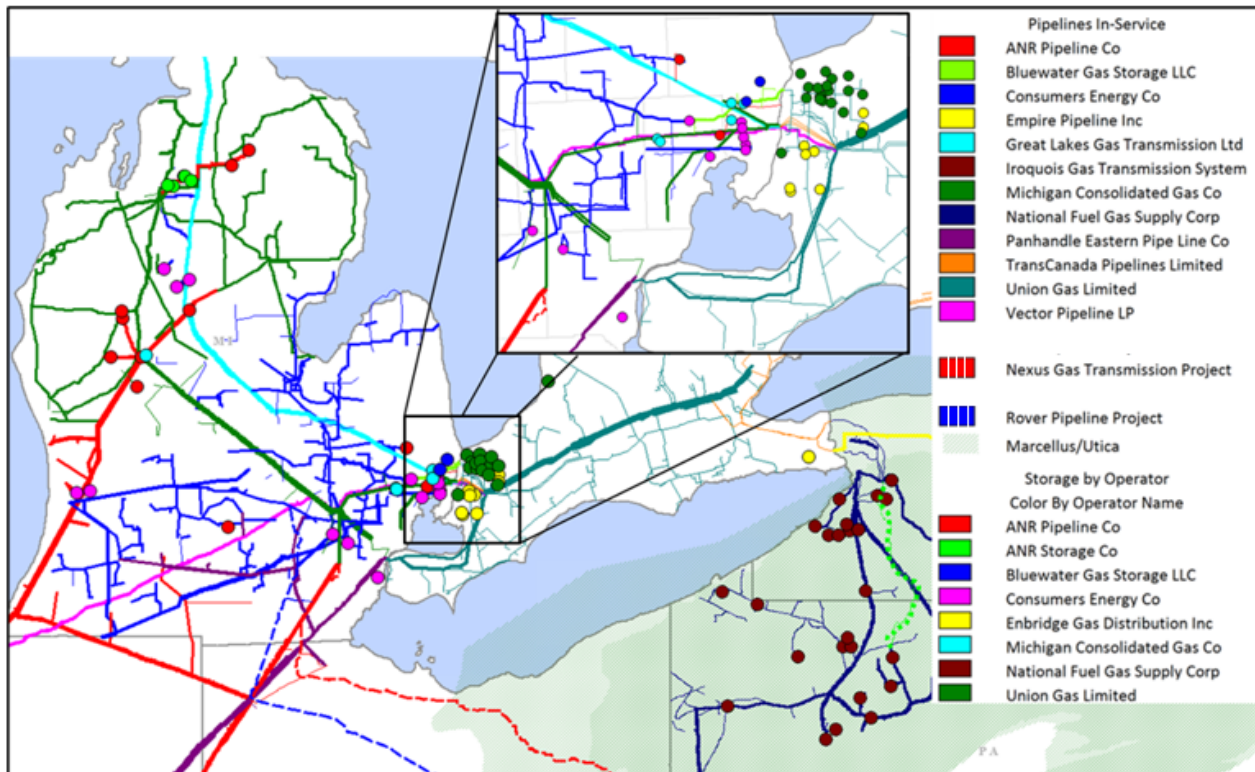 Pipelines In-Service
ANR Pipeline Co
Bluewater Gas Storage LLC
Consumers Energy Co
Empire Pipeline Inc
Great Lakes Gas Transmission Ltd
Iroquois Gas Transmission System
Michigan Consolidated Gas Co
National Fuel Gas Supply Corp
Panhandle Eastern Pipe Line Co
TransCanada Pipelines Limited
Union Gas Limited
Vector Pipeline LP
Nexus Gas Transmission Project
Rover Pipeline Project
Marcellus/Utica
Storage by Operator
Color By Operator Name
ANR Pipeline Co
ANR Storage Co
Bluewater Gas Storage LLC
Consumers Energy Co
Enbridge Gas Distribution Inc
Michigan Consolidated Gas Co
National Fuel Gas Supply Corp
Union Gas Limited
MI
PA